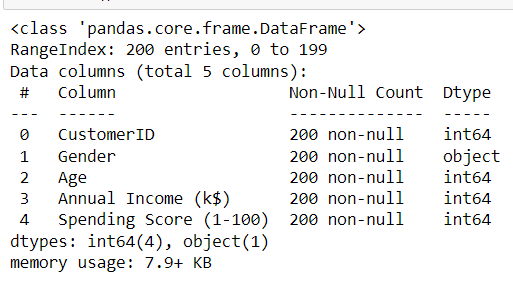 <class 'pandas.core.frame.DataFrame'>
RangeIndex: 200 entries, 0 to 199
Data columns (total 5 columns):
 #   Column                  Non-Null Count  Dtype
---  ------                  --------------  -----
 0   CustomerID              200 non-null    int64
 1   Gender                  200 non-null    object
 2   Age                     200 non-null    int64
 3   Annual Income (k$)      200 non-null    int64
 4   Spending Score (1-100)  200 non-null    int64
dtypes: int64(4), object(1)
memory usage: 7.9+ KB